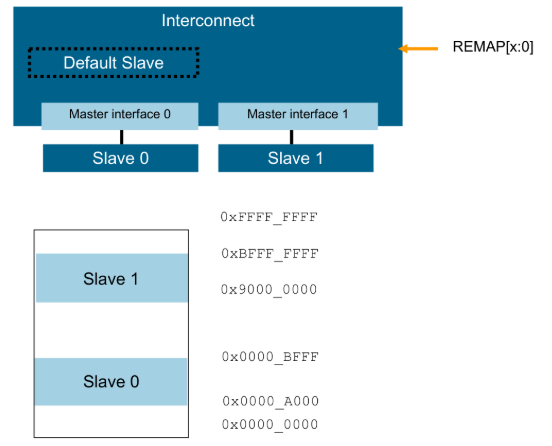 Interconnect
REMAP[x:0]
Default Slave
Master interface 0
Master interface 1
Slave 0
Slave 1
0xFFFF_FFFF
0xBFFF_FFFF
Slave 1
0x9000_0000
0x0000_BFFF
Slave 0
0x0000_A000
0x0000_0000